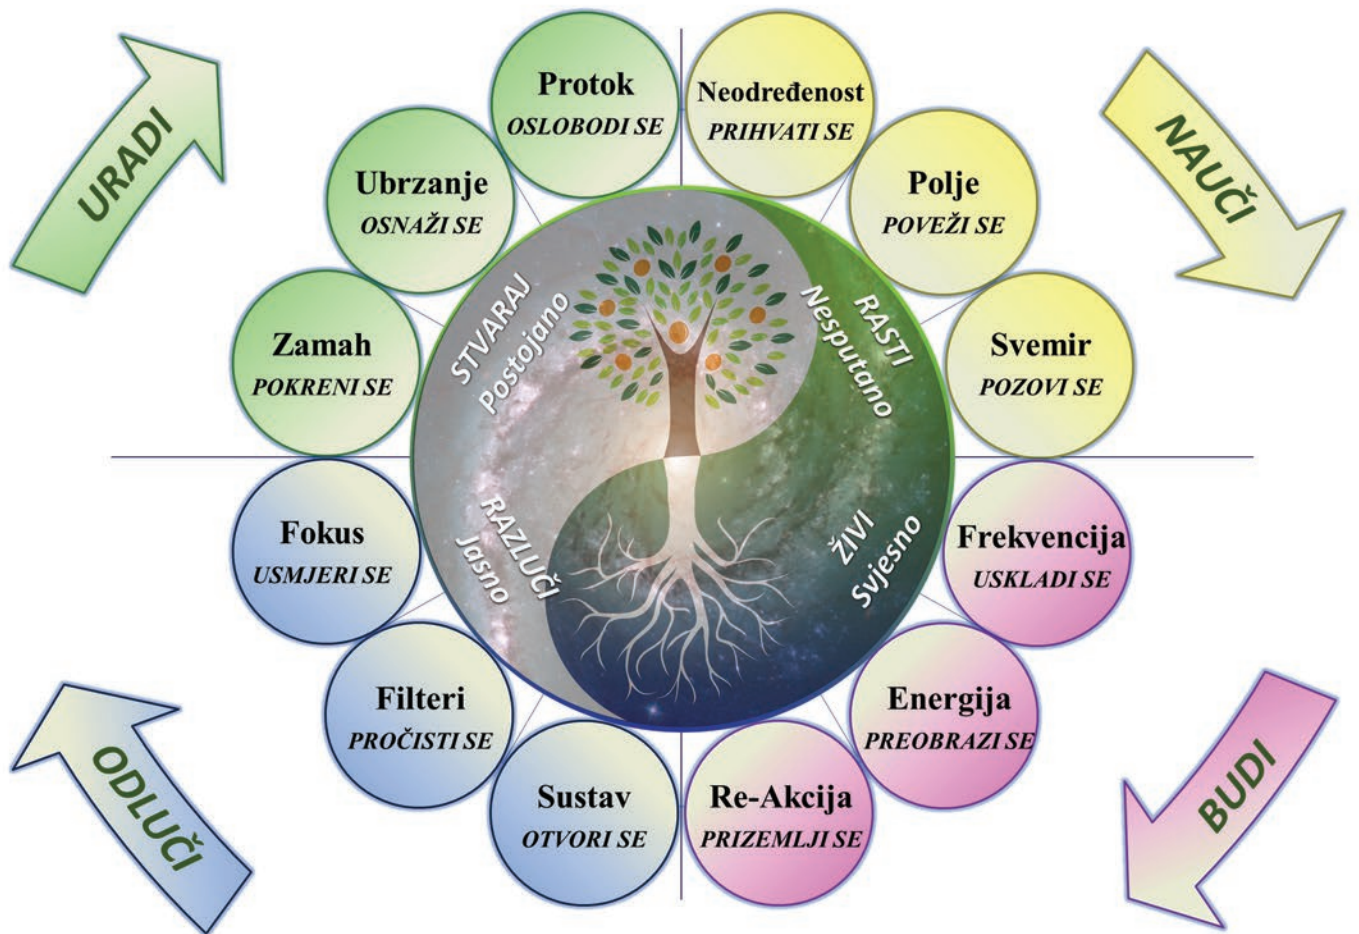 URADI
NAUČI
BUDI
ODLUČI
Protok
OSLOBODI SE
Neodređenost
PRIHVATI SE
Polje
POVEŽI SE
Svemir
POZOVI SE
Frekvencija
USKLADI SE
Energija
PREOBRAZI SE
Re-Akcija
PRIZEMLJI SE
Sustav
OTVORI SE
Filteri
PROČISTI SE
Fokus
USMJERI SE
Zamah
POKRENI SE
Ubrzanje
OSNAŽI SE
STVARAJ
Postojano
RASTI
Nesputano
ŽIVI
Svjesno
RAZLUČI
Jasno